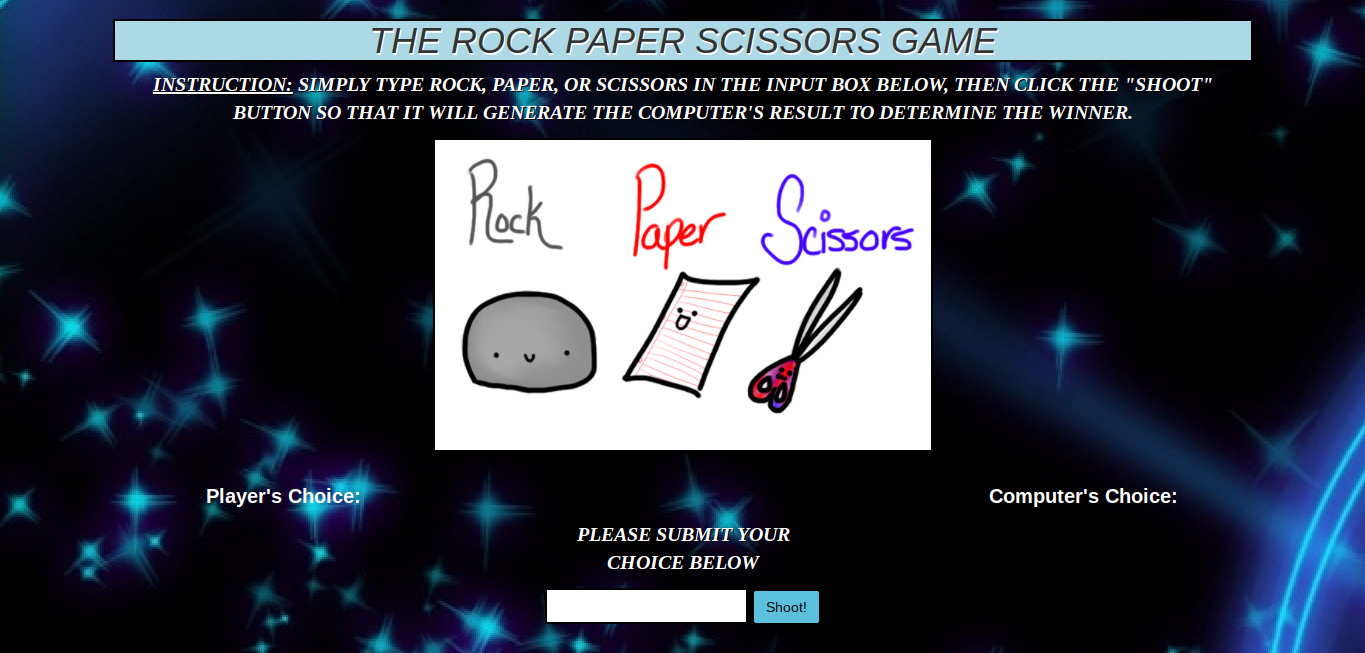 THE ROCK PAPER SCISSORS GAME
INSTRUCTION: SIMPLY TYPE ROCK, PAPER, OR SCISSORS IN THE INPUT BOX BELOW, THEN CLICK THE "SHOOT"
BUTTON SO THAT IT WILL GENERATE THE COMPUTER'S RESULT TO DETERMINE THE WINNER.
Rock Paper Scissors
Player's Choice: Computer's Choice:
PLEASE SUBMIT YOUR
CHOICE BELOW
Shoot!